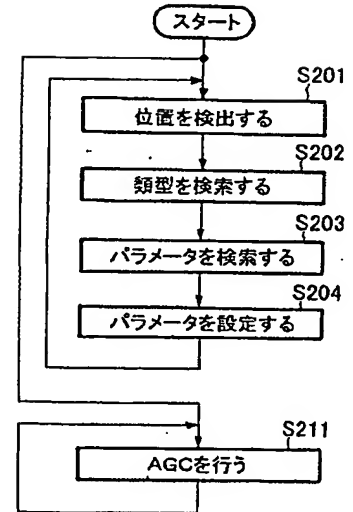 スタート
S201
位置を検出する
S202
類型を検索する
S203
パラメータを検索する
S204
パラメータを設定する
S211
AGCを行う